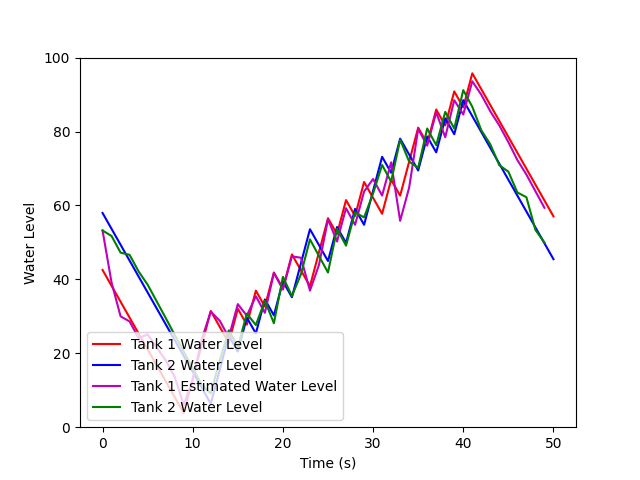 100
80
60
40
20
0
Water Level
Tank 1 Water Level
Tank 2 Water Level
Tank 1 Estimated Water Level
Tank 2 Water Level
0 10 20 30 40 50
Time (s)